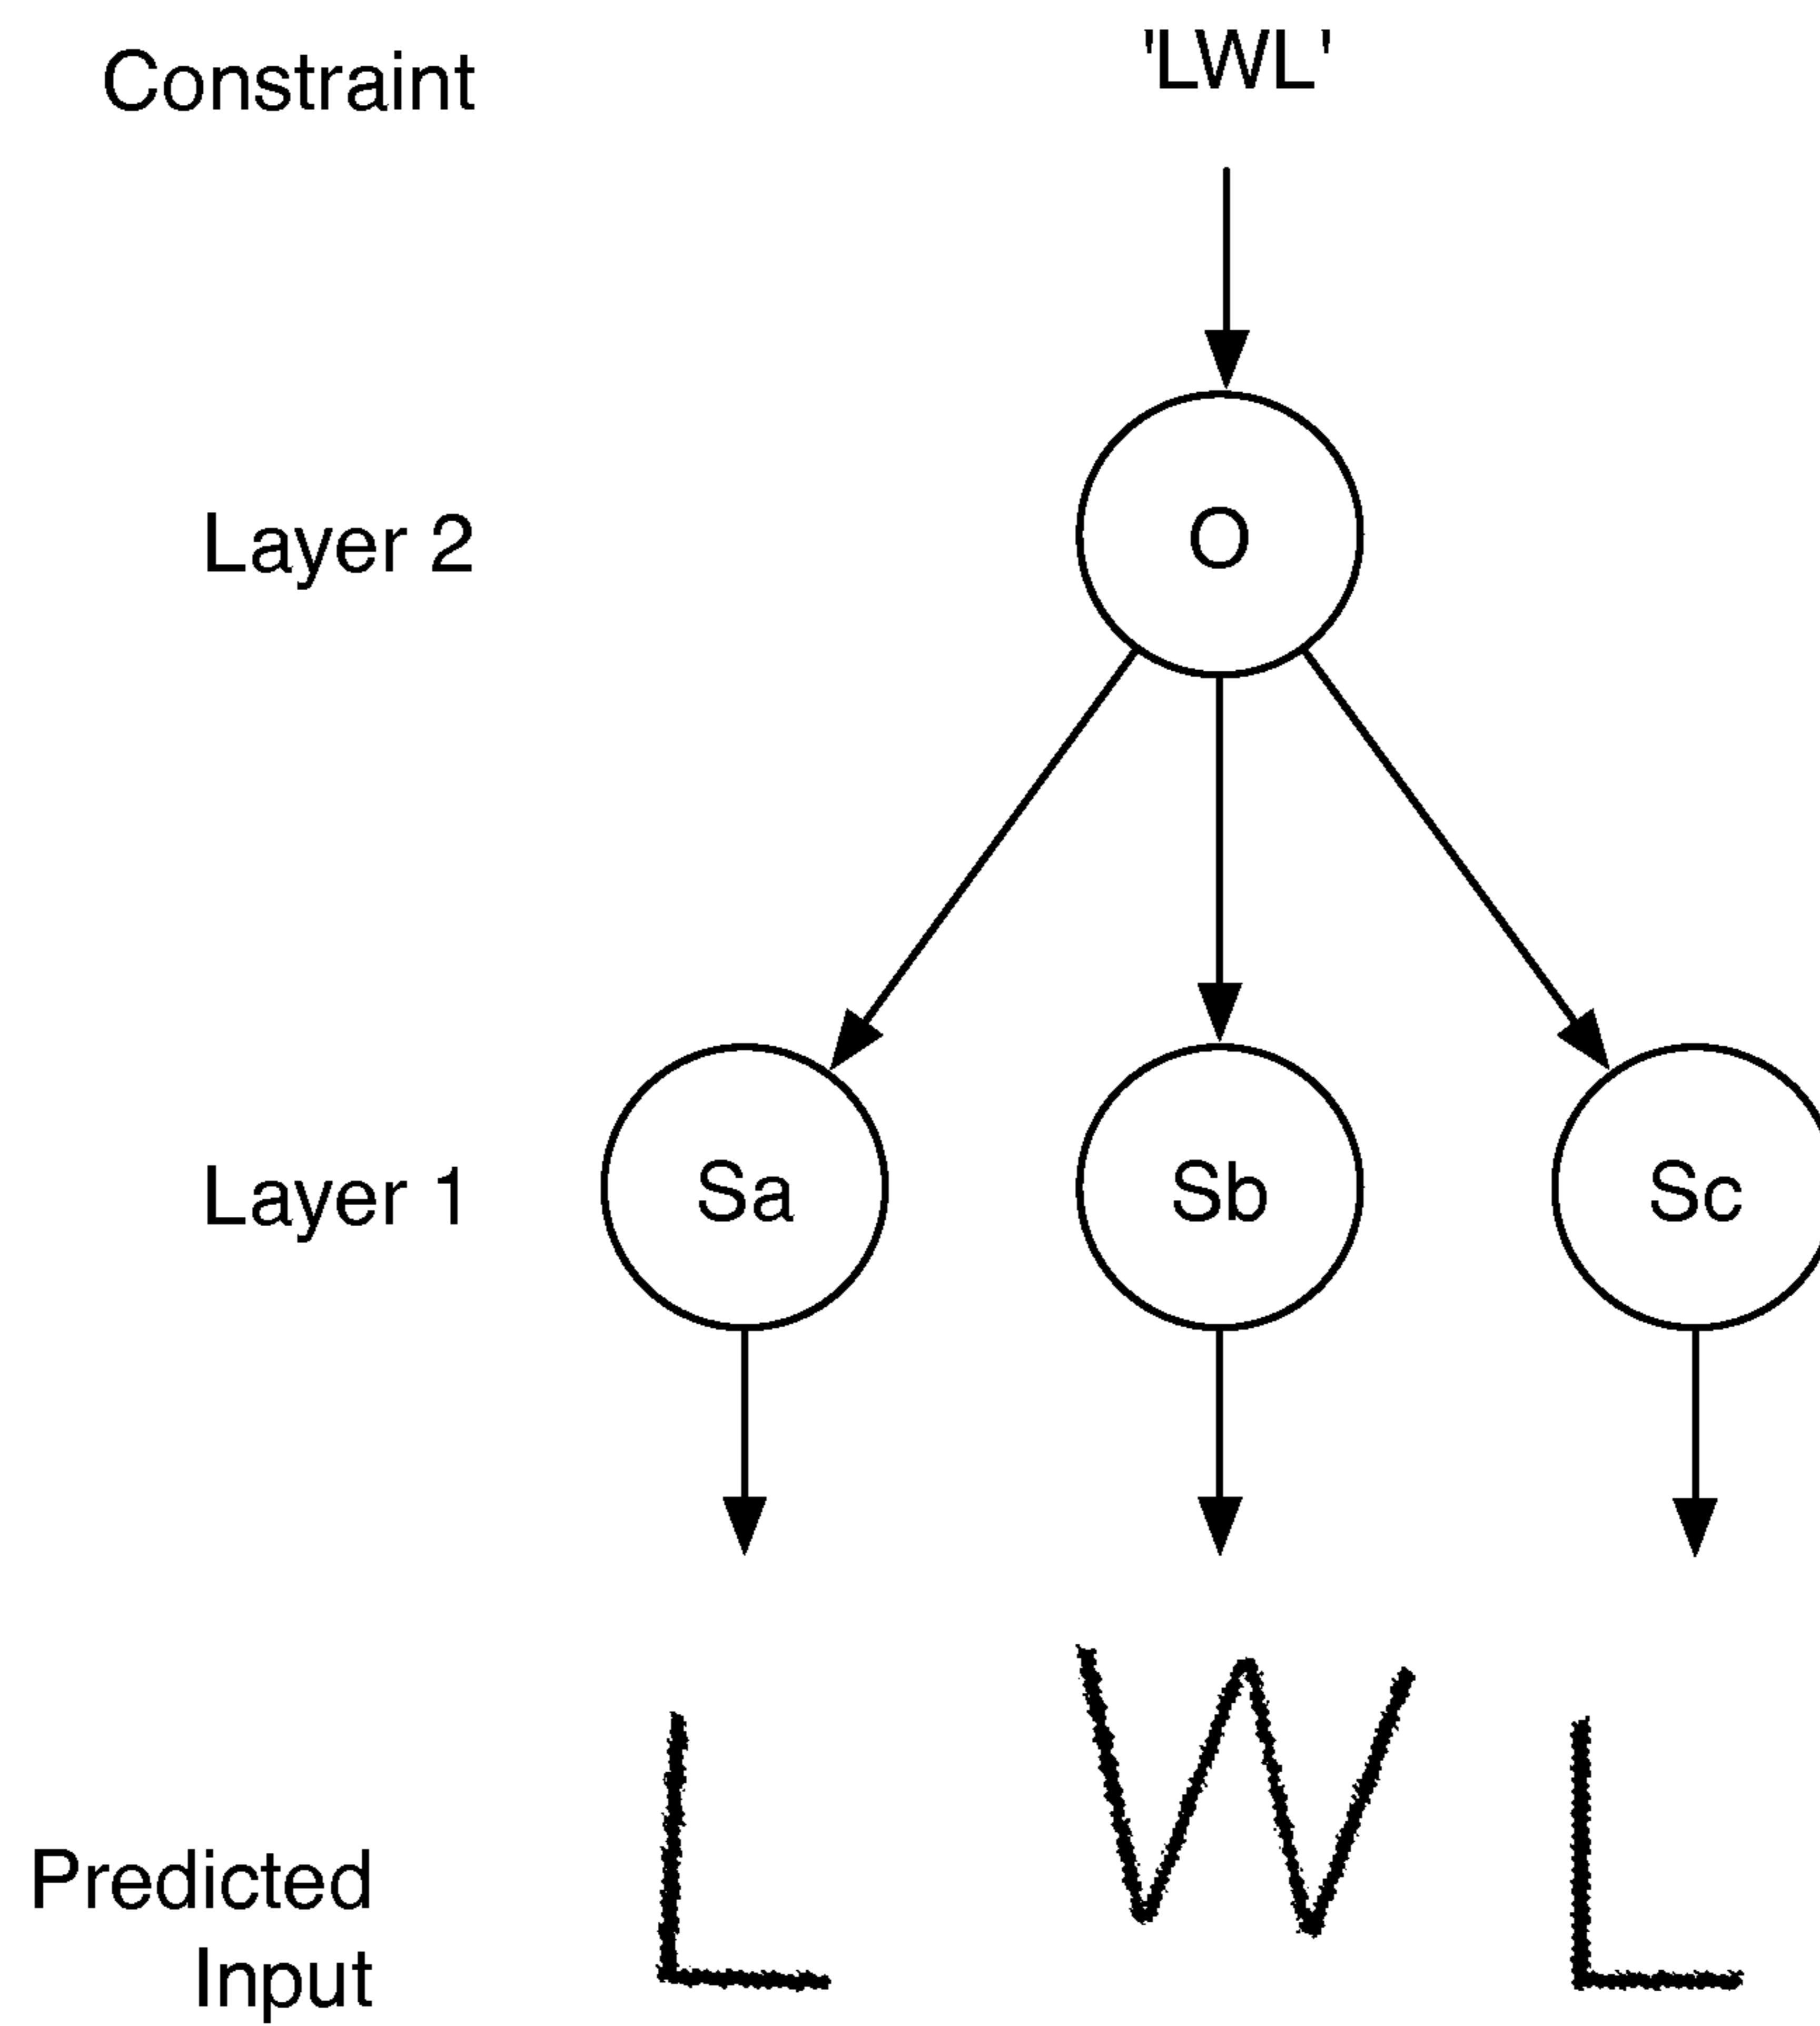 Constraint 'LWL'
Layer 2 O
Layer 1 Sa Sb Sc
L W L
Predicted
Input